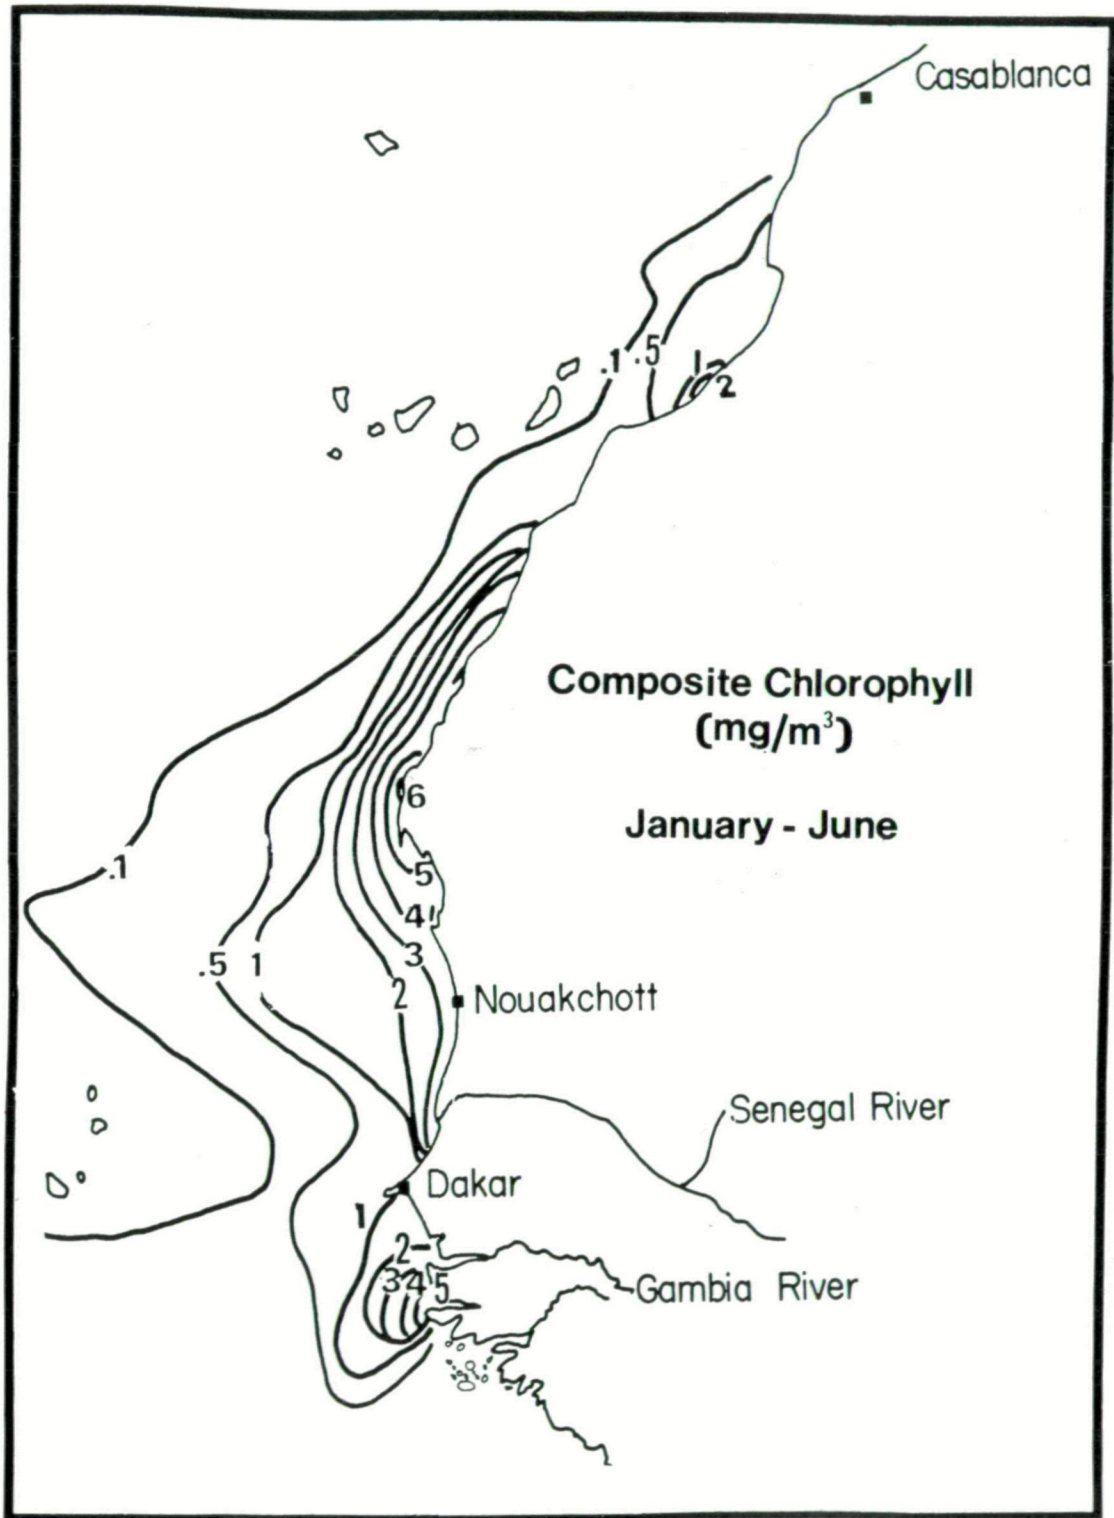 Casablanca
.1 .5 1 2
Composite Chlorophyll
(mg/m³)
January - June
6
.1
5
4
3
.5 1
2
Nouakchott
Senegal River
Dakar
1
2
3 4 5
Gambia River